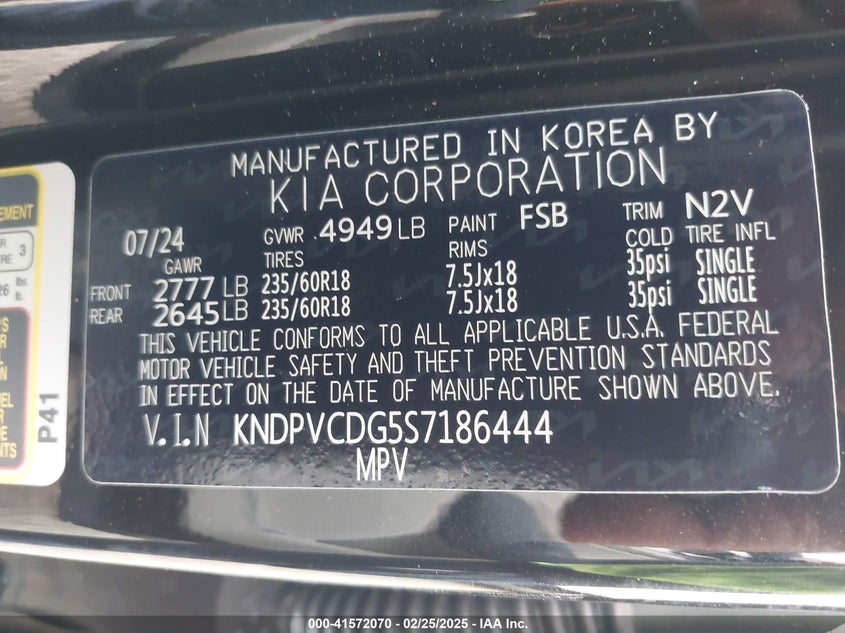 MANUFACTURED IN KOREA BY
KIA CORPORATION
07/24 GVWR 4949 LB PAINT FSB TRIM N2V
GAWR TIRES RIMS COLD TIRE INFL
FRONT 2777 LB 235/60R18 7.5Jx18 35psi SINGLE
REAR 2645 LB 235/60R18 7.5Jx18 35psi SINGLE
THIS VEHICLE CONFORMS TO ALL APPLICABLE U.S.A. FEDERAL
MOTOR VEHICLE SAFETY AND THEFT PREVENTION STANDARDS
IN EFFECT ON THE DATE OF MANUFACTURE SHOWN ABOVE.
V.I.N KNDPVCDG5S7186444
MPV
P41
000-41572070 - 02/25/2025 - IAA Inc.